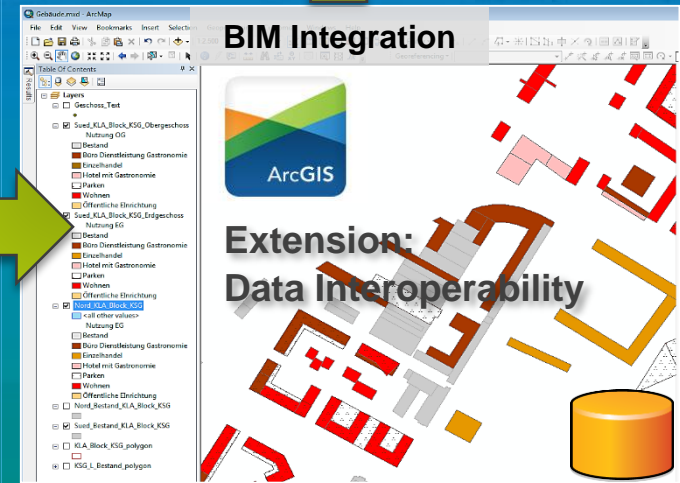 Gebäude.mxd - ArcMap
File Edit View Bookmarks Insert Selection
BIM Integration
Table Of Contents
Results
Layers
Geschoss_Text
Sued_KLA_Block_KSG_Obergeschoss
Nutzung OG
Bestand
Büro Dienstleistung Gastronomie
Einzelhandel
Hotel mit Gastronomie
Parken
Wohnen
Öffentliche EInrichtung
Sued_KLA_Block_KSG_Erdgeschoss
Nutzung EG
Bestand
Büro Dienstleistung Gastronomie
Einzelhandel
Hotel mit Gastronomie
Parken
Wohnen
Öffentliche EInrichtung
Nord_KLA_Block_KSG
<all other values>
Nutzung EG
Bestand
Büro Dienstleistung Gastronomie
Einzelhandel
Hotel mit Gastronomie
Parken
Wohnen
Öffentliche EInrichtung
Nord_Bestand_KLA_Block_KSG
Sued_Bestand_KLA_Block_KSG
KLA_Block_KSG_polygon
KSG_L_Bestand_polygon
ArcGIS
Extension:
Data Interoperability